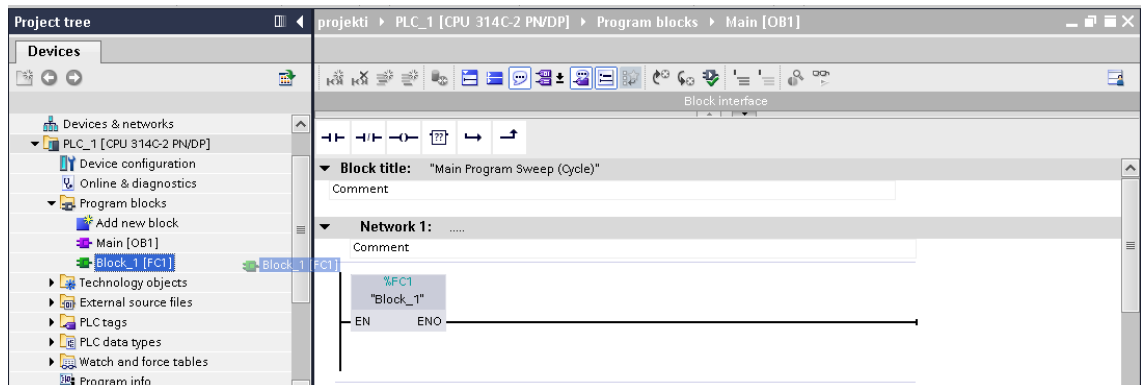 Project tree
projekti ▸ PLC_1 [CPU 314C-2 PN/DP] ▸ Program blocks ▸ Main [OB1]
Devices
Block interface
Devices & networks
PLC_1 [CPU 314C-2 PN/DP]
Device configuration
Online & diagnostics
Program blocks
Add new block
Main [OB1]
Block_1 [FC1]
Block_1 [FC1]
Technology objects
External source files
PLC tags
PLC data types
Watch and force tables
Program info
??
Block title: "Main Program Sweep (Cycle)"
Comment
Network 1: .....
Comment
%FC1
"Block_1"
EN ENO